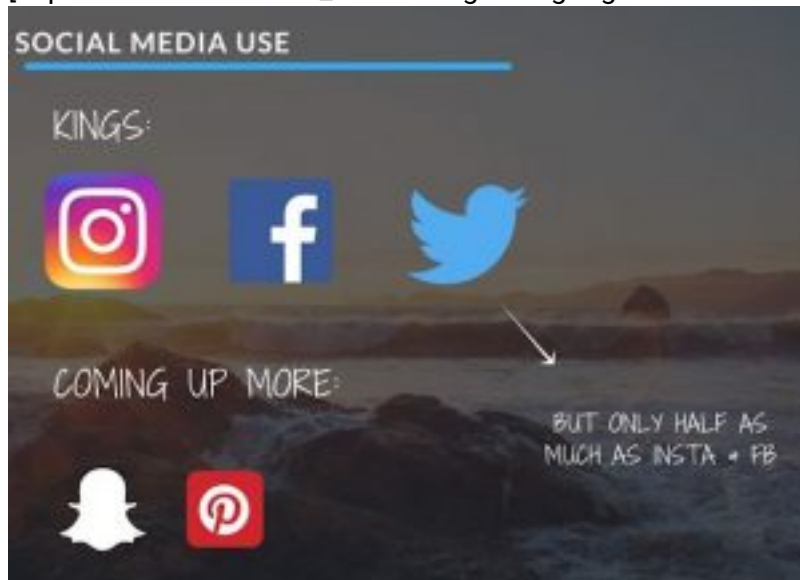 SOCIAL MEDIA USE
KINGS:
COMING UP MORE:
BUT ONLY HALF AS
MUCH AS INSTA & FB